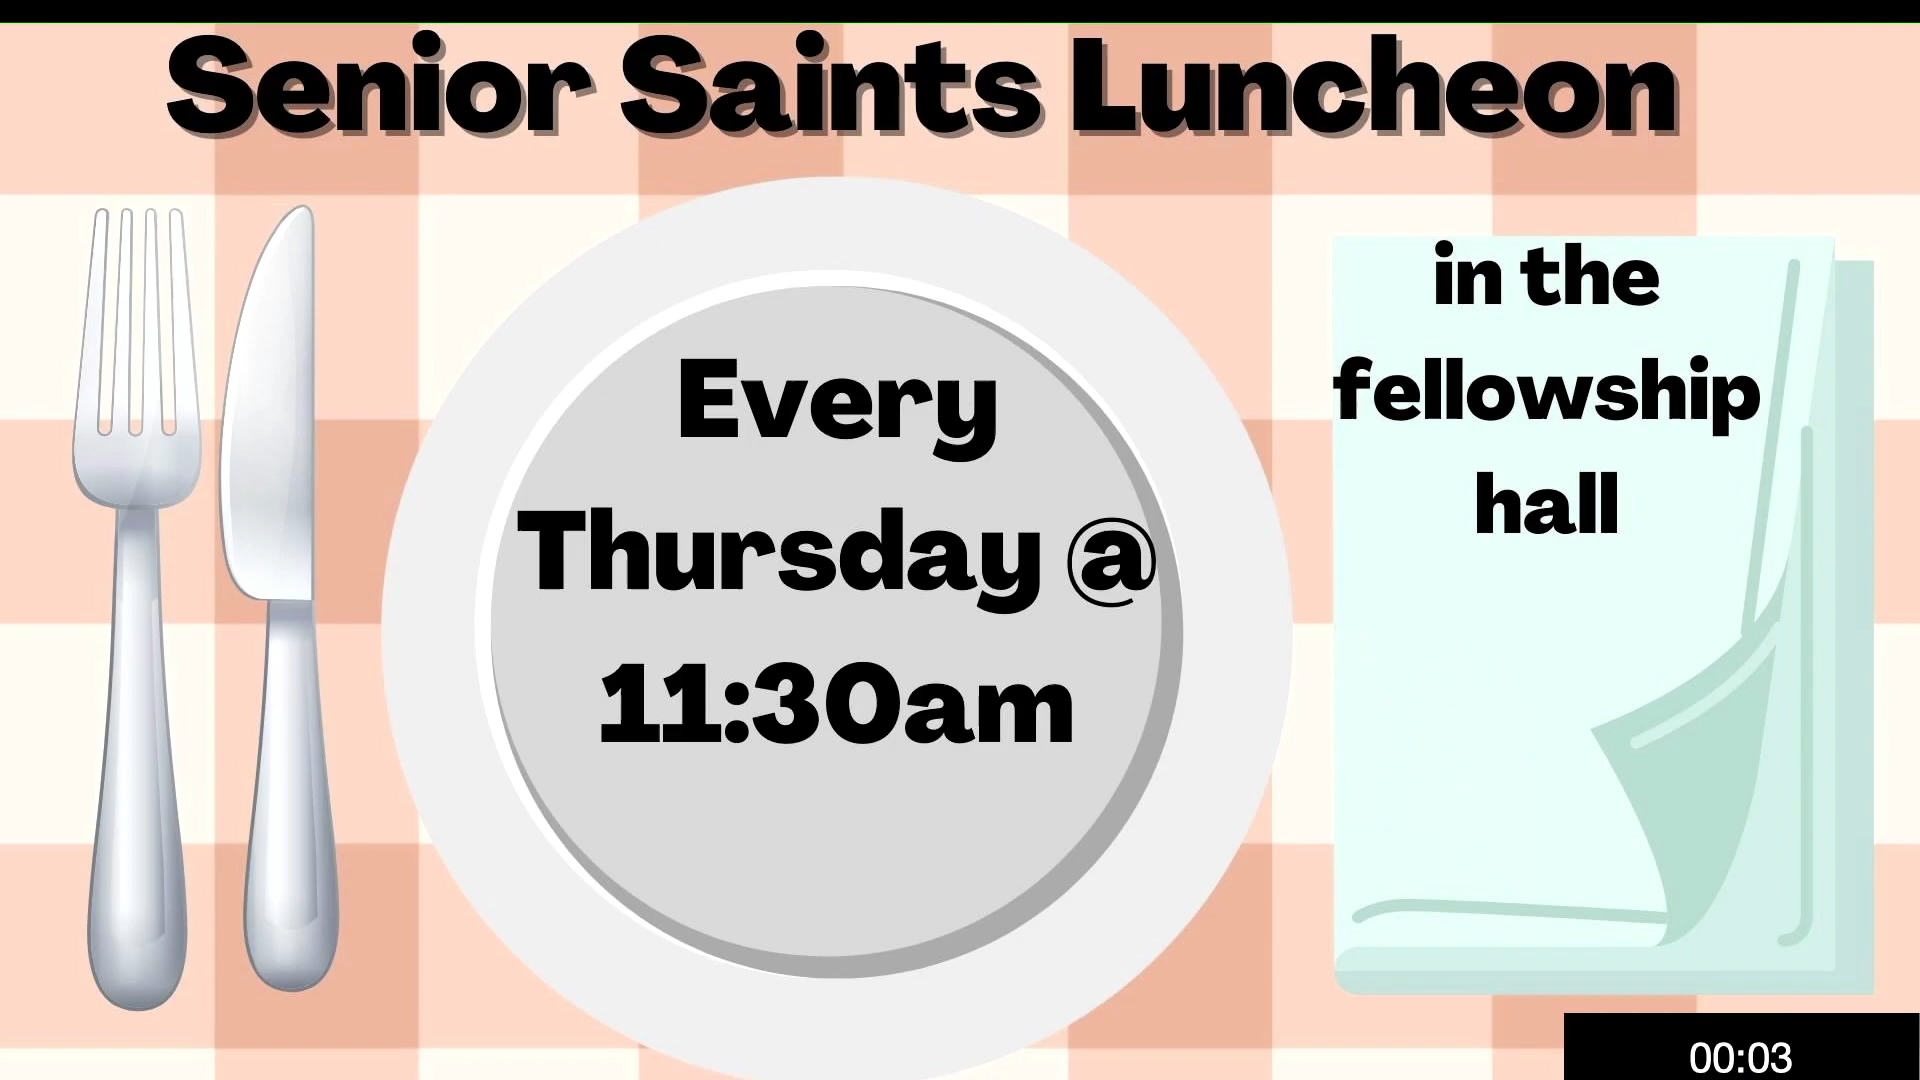 Senior Saints Luncheon
Every
Thursday @
11:30am
in the
fellowship
hall
00:03